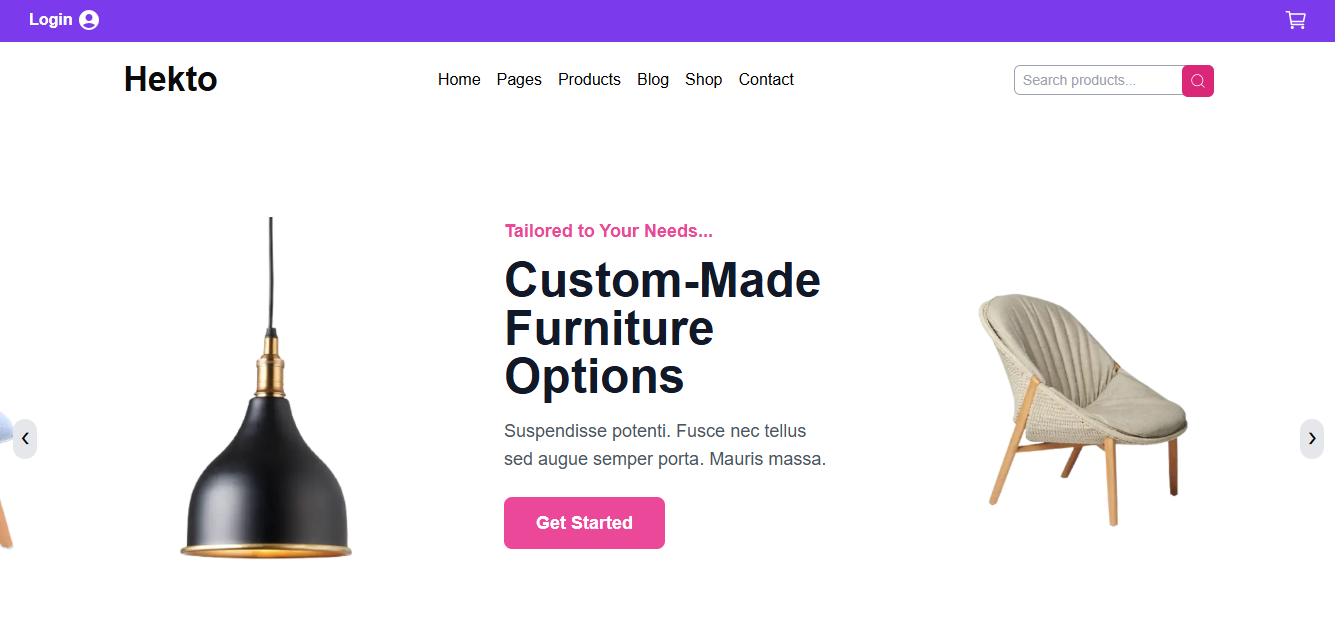 Login
Hekto
Home Pages Products Blog Shop Contact
Search products...
Tailored to Your Needs...
Custom-Made
Furniture
Options
Suspendisse potenti. Fusce nec tellus
sed augue semper porta. Mauris massa.
Get Started